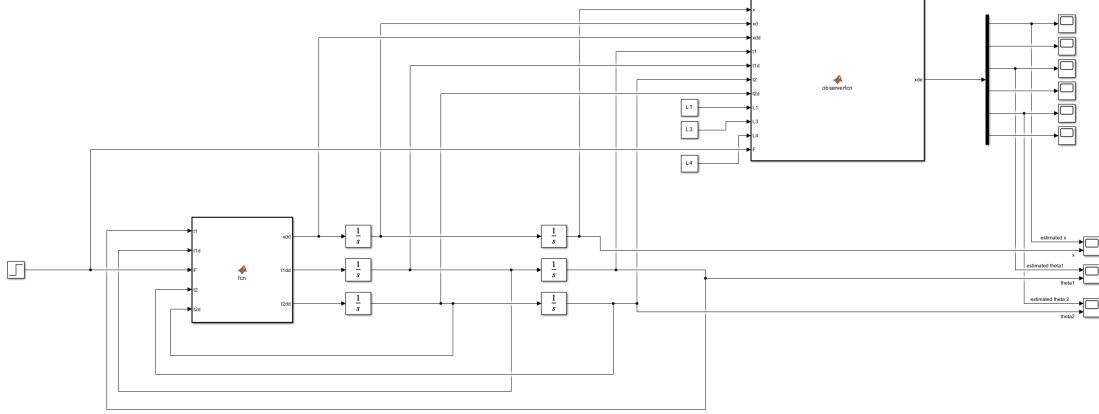 x
xd
xdd
t1
t1d
t2
t2d
L1
L3
L4
F
observerfcn
xde
L1
L3
L4
t1
t1d
F
t2
t2d
fcn
xdd
t1dd
t2dd
1
s
1
s
1
s
1
s
1
s
1
s
estimated x
x
estimated theta1
theta1
estimated theta 2
theta2